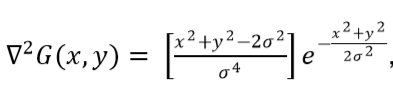 ∇²G(x, y) = [x²+y²−2σ² / σ⁴] e^−(x²+y² / 2σ²),